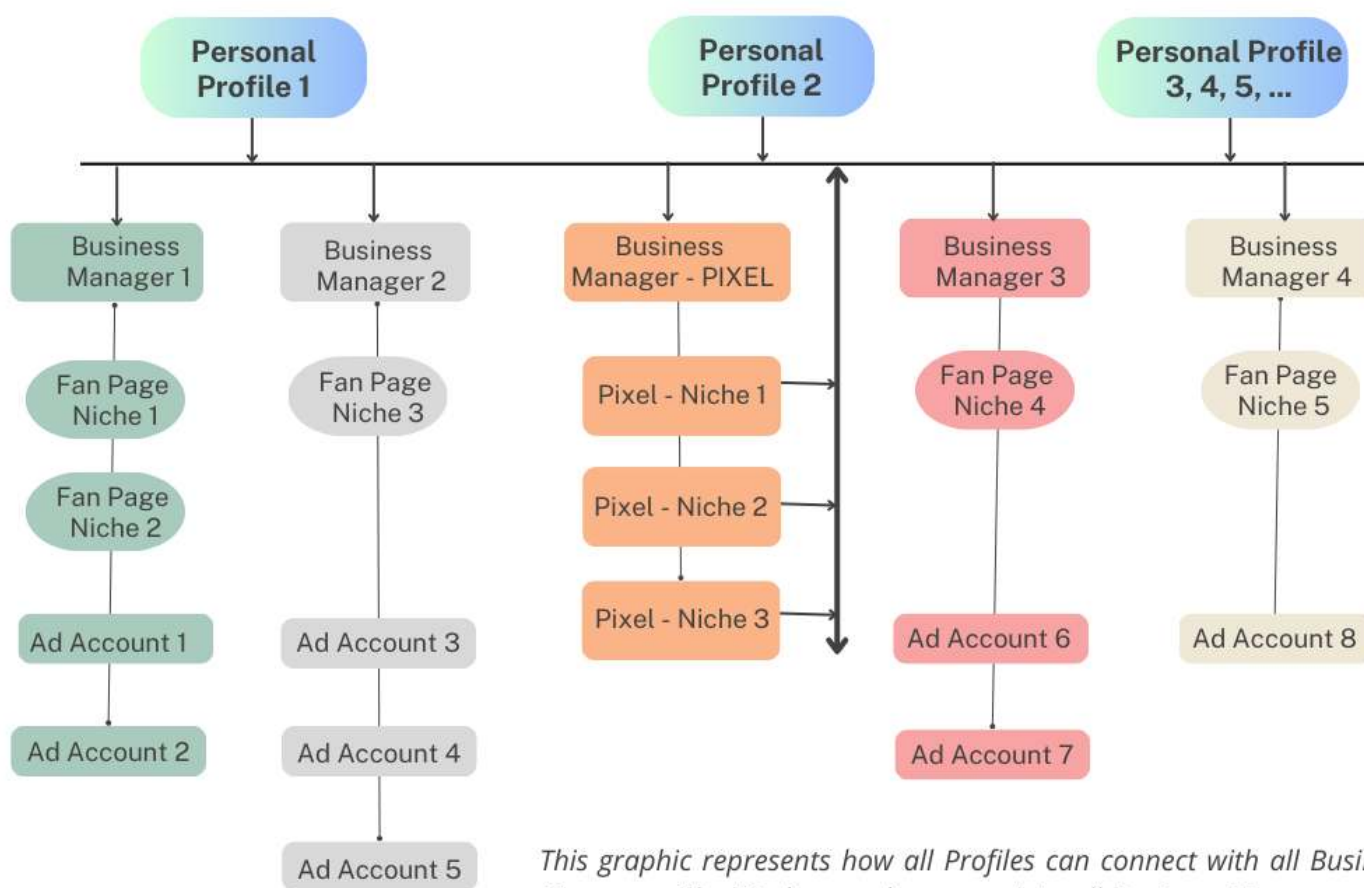 Personal
Profile 1
Personal
Profile 2
Personal Profile
3, 4, 5, ...
Business
Manager 1
Business
Manager 2
Business
Manager - PIXEL
Business
Manager 3
Business
Manager 4
Fan Page
Niche 1
Fan Page
Niche 3
Pixel - Niche 1
Fan Page
Niche 4
Fan Page
Niche 5
Fan Page
Niche 2
Pixel - Niche 2
Pixel - Niche 3
Ad Account 1
Ad Account 3
Ad Account 6
Ad Account 8
Ad Account 2
Ad Account 4
Ad Account 7
Ad Account 5
This graphic represents how all Profiles can connect with all Busi